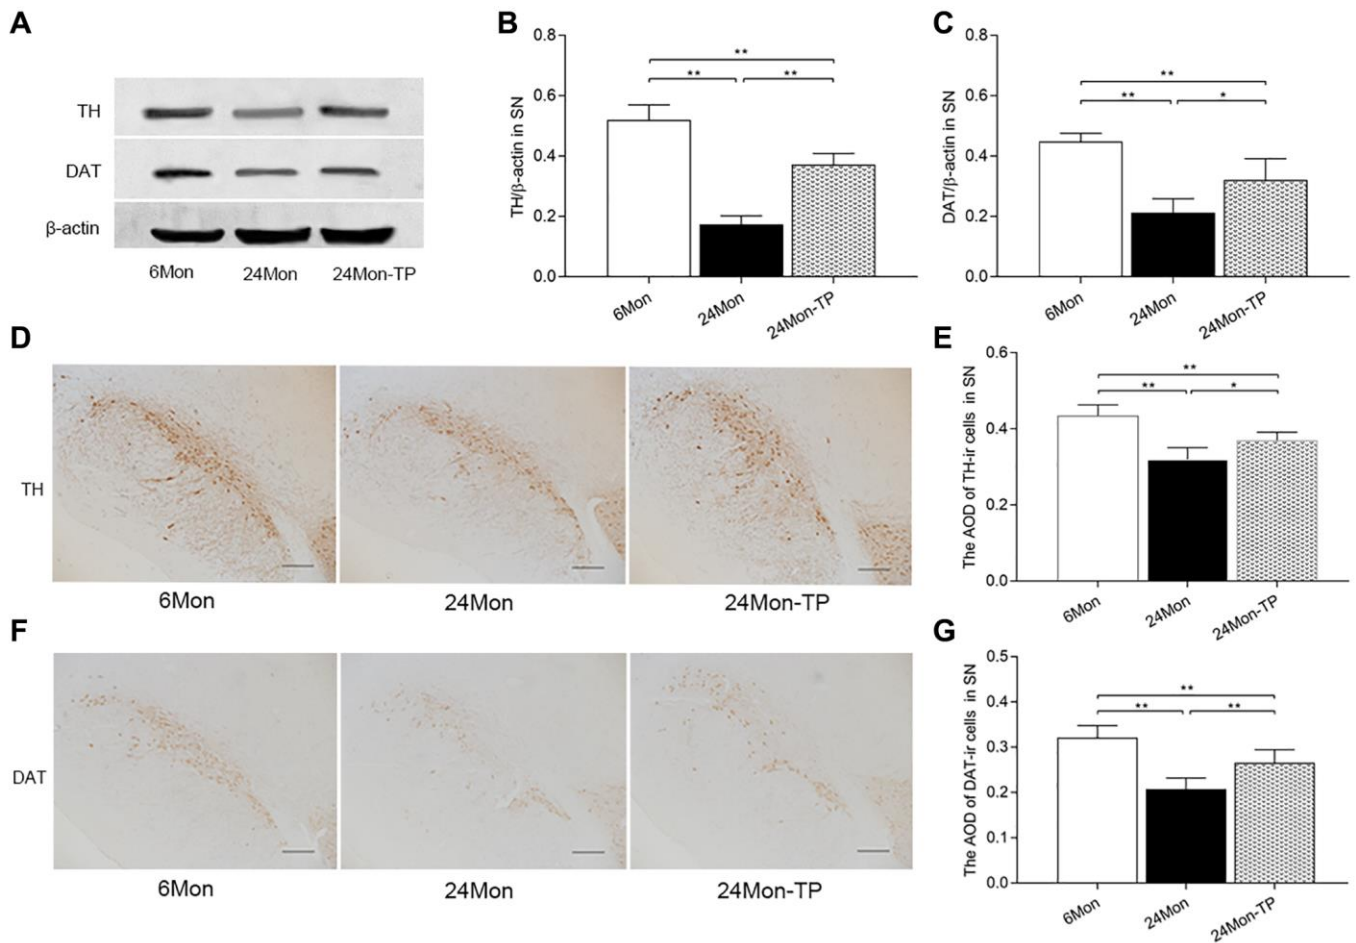 A
TH
DAT
β-actin
6Mon 24Mon 24Mon-TP
B
TH/β-actin in SN
0.8
0.6
0.4
0.2
0.0
**
** **
6Mon
24Mon
24Mon-TP
C
DAT/β-actin in SN
0.8
0.6
0.4
0.2
0.0
**
** *
6Mon
24Mon
24Mon-TP
D
TH
6Mon 24Mon 24Mon-TP
E
The AOD of TH-ir cells in SN
0.6
0.4
0.2
0.0
**
** *
6Mon
24Mon
24Mon-TP
F
DAT
6Mon 24Mon 24Mon-TP
G
The AOD of DAT-ir cells in SN
0.5
0.4
0.3
0.2
0.1
0.0
**
** **
6Mon
24Mon
24Mon-TP